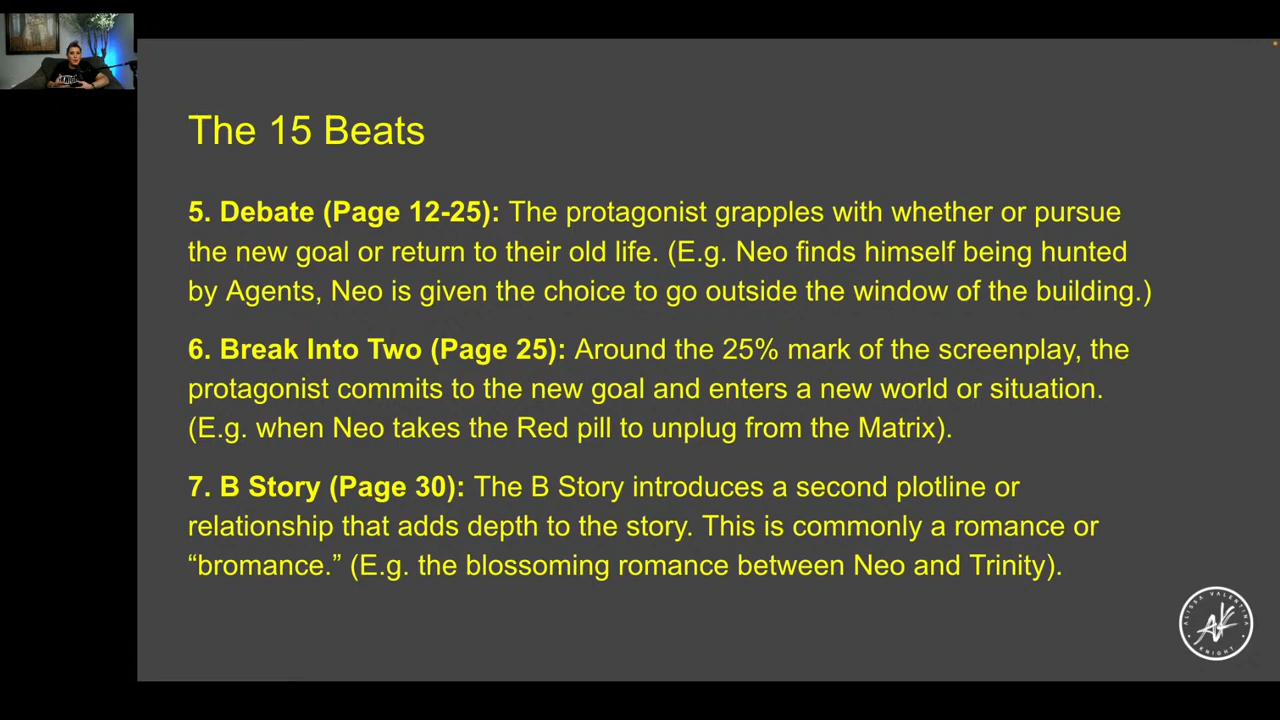 The 15 Beats
5. Debate (Page 12-25): The protagonist grapples with whether or pursue
the new goal or return to their old life. (E.g. Neo finds himself being hunted
by Agents, Neo is given the choice to go outside the window of the building.)
6. Break Into Two (Page 25): Around the 25% mark of the screenplay, the
protagonist commits to the new goal and enters a new world or situation.
(E.g. when Neo takes the Red pill to unplug from the Matrix).
7. B Story (Page 30): The B Story introduces a second plotline or
relationship that adds depth to the story. This is commonly a romance or
“bromance.” (E.g. the blossoming romance between Neo and Trinity).
ALISSA VALENTINA
AK
KNIGHT